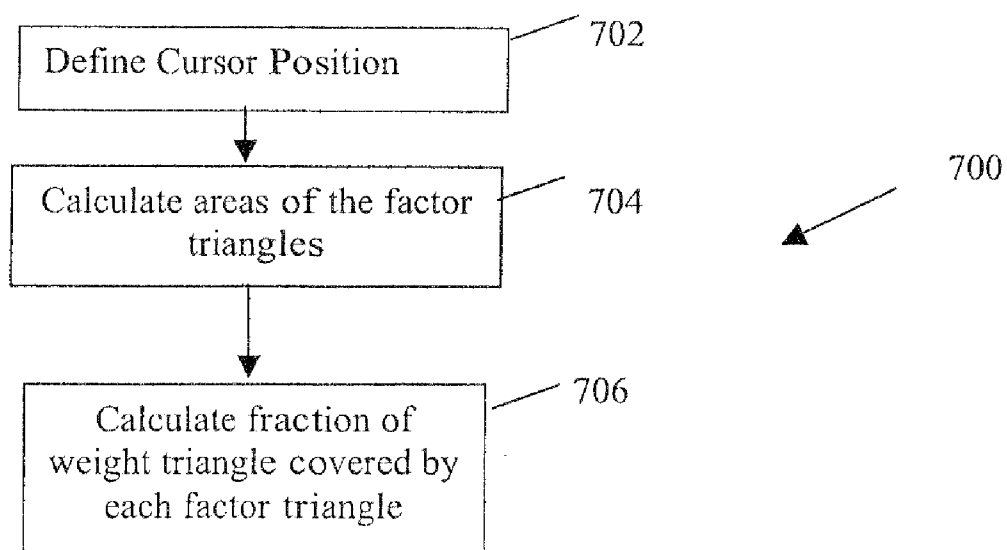 702
Define Cursor Position
700
704
Calculate areas of the factor
triangles
706
Calculate fraction of
weight triangle covered by
each factor triangle